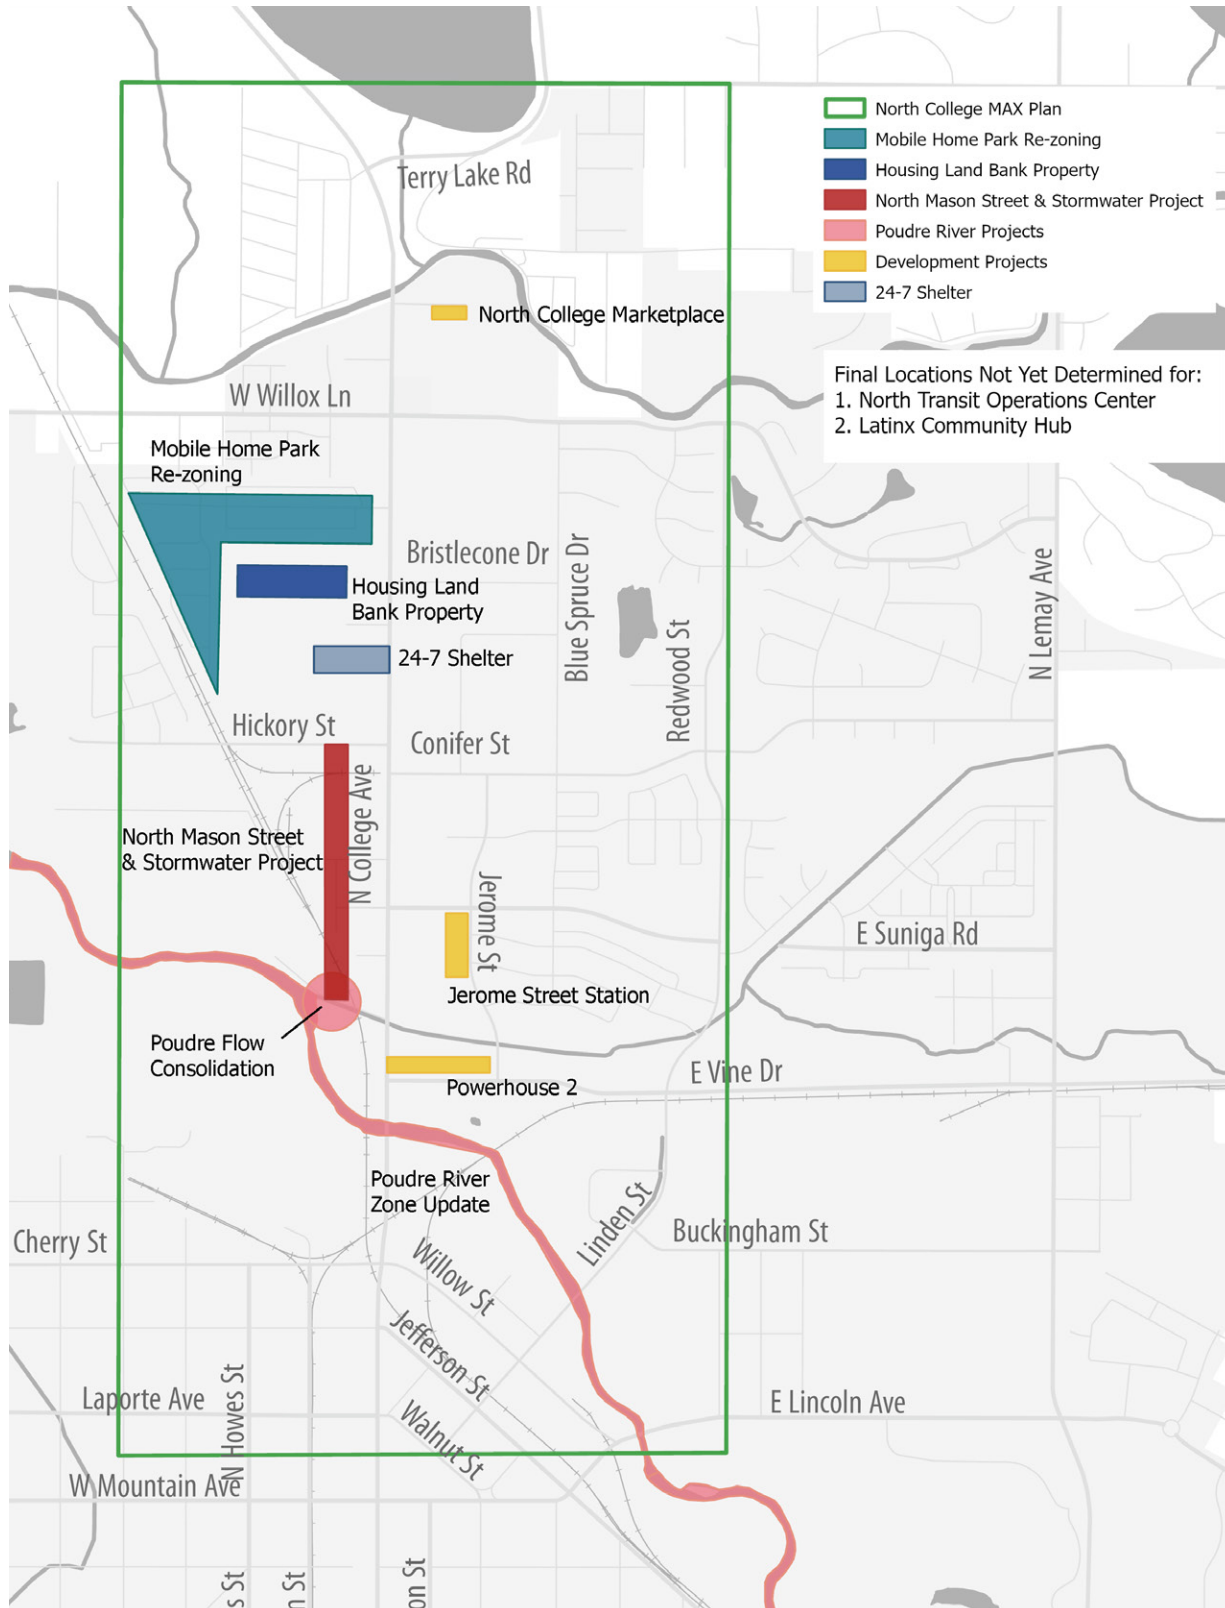 North College MAX Plan
Mobile Home Park Re-zoning
Housing Land Bank Property
North Mason Street & Stormwater Project
Poudre River Projects
Development Projects
24-7 Shelter
Final Locations Not Yet Determined for:
1. North Transit Operations Center
2. Latinx Community Hub
Terry Lake Rd
North College Marketplace
W Willox Ln
Mobile Home Park
Re-zoning
Bristlecone Dr
Blue Spruce Dr
Housing Land
Bank Property
N Lemay Ave
Redwood St
24-7 Shelter
Hickory St
Conifer St
N College Ave
North Mason Street
& Stormwater Project
Jerome St
E Suniga Rd
Jerome Street Station
Poudre Flow
Consolidation
E Vine Dr
Powerhouse 2
Poudre River
Zone Update
Linden St
Buckingham St
Cherry St
Willow St
Jefferson St
Laporte Ave
N Howes St
E Lincoln Ave
Walnut St
W Mountain Ave
s St
n St
on St